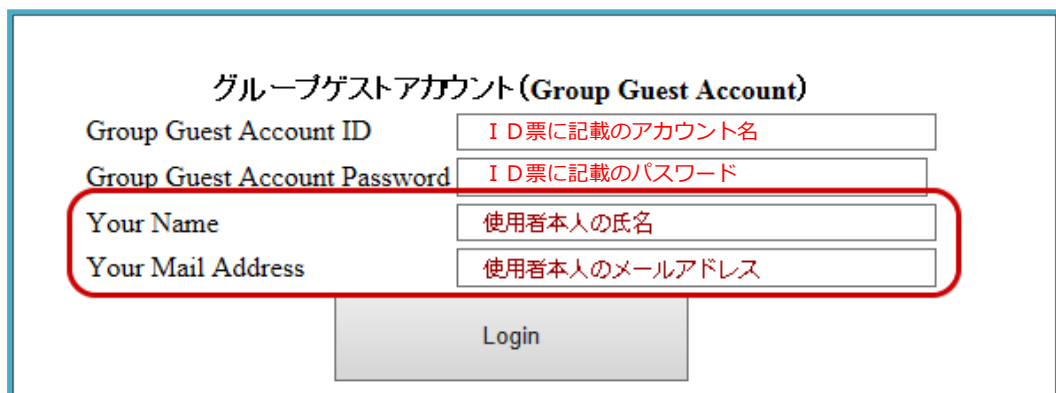 グループゲストアカウント(Group Guest Account)
Group Guest Account ID ＩＤ票に記載のアカウント名
Group Guest Account Password ＩＤ票に記載のパスワード
Your Name 使用者本人の氏名
Your Mail Address 使用者本人のメールアドレス
Login